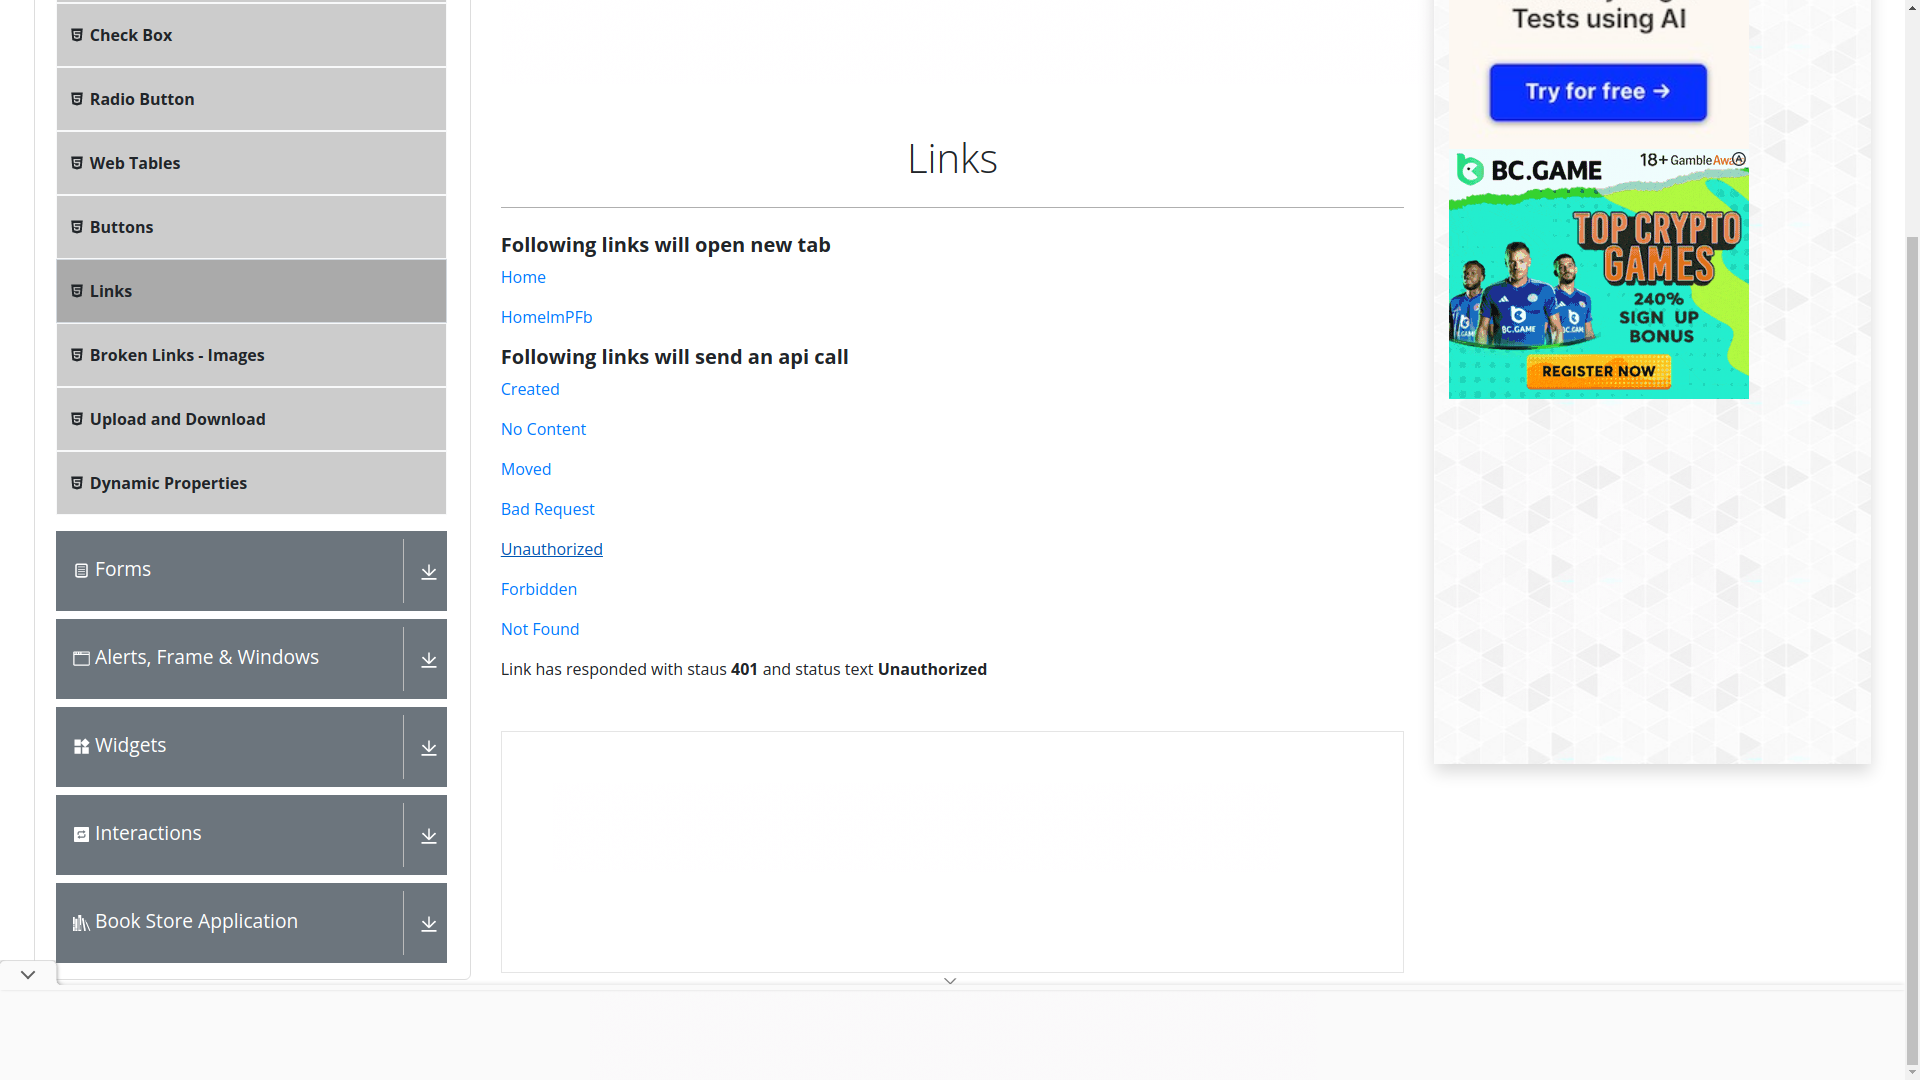 Check Box
Radio Button
Web Tables
Buttons
Links
Broken Links - Images
Upload and Download
Dynamic Properties
Forms
Alerts, Frame & Windows
Widgets
Interactions
Book Store Application
Links
Following links will open new tab
Home
HomeImPFb
Following links will send an api call
Created
No Content
Moved
Bad Request
Unauthorized
Forbidden
Not Found
Link has responded with staus 401 and status text Unauthorized
Tests using AI
Try for free →
BC.GAME
18+ GambleAwa
TOP CRYPTO
GAMES
240%
SIGN UP
BONUS
BC.GAME
REGISTER NOW